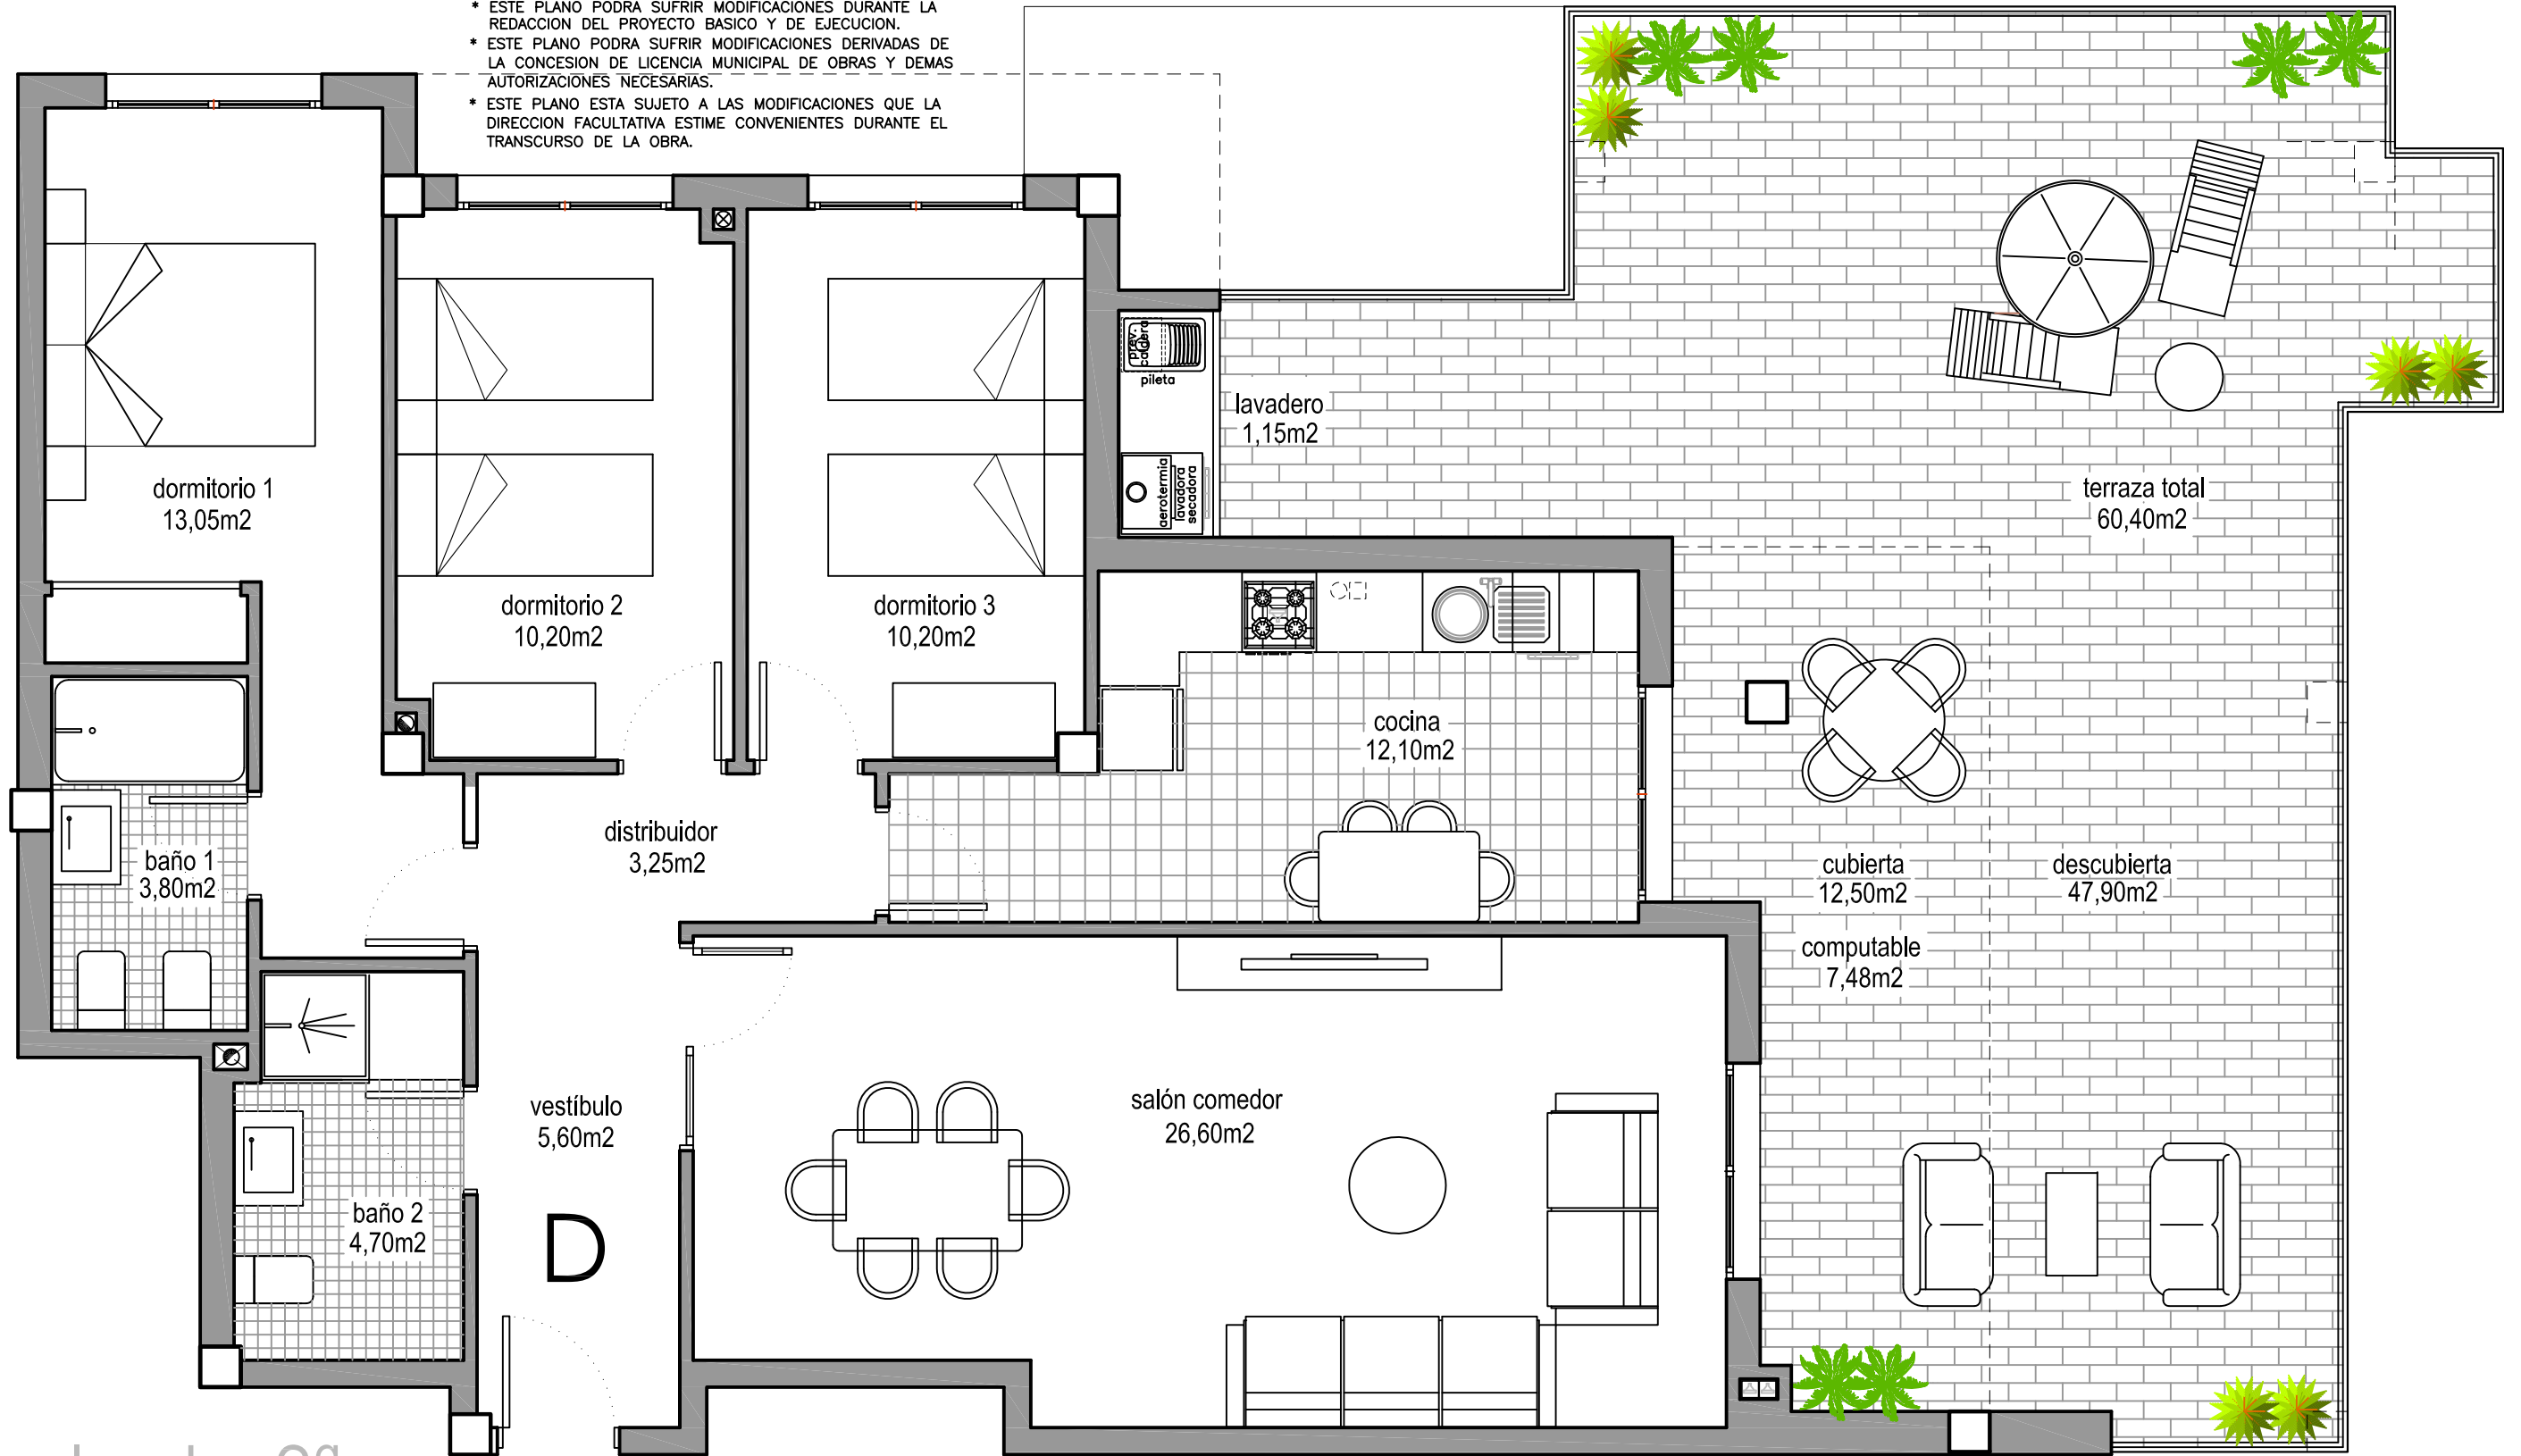 * ESTE PLANO PODRA SUFRIR MODIFICACIONES DURANTE LA
REDACCION DEL PROYECTO BASICO Y DE EJECUCION.
* ESTE PLANO PODRA SUFRIR MODIFICACIONES DERIVADAS DE
LA CONCESION DE LICENCIA MUNICIPAL DE OBRAS Y DEMAS
AUTORIZACIONES NECESARIAS.
* ESTE PLANO ESTA SUJETO A LAS MODIFICACIONES QUE LA
DIRECCION FACULTATIVA ESTIME CONVENIENTES DURANTE EL
TRANSCURSO DE LA OBRA.
prev.
caldera
pileta
lavadero
1,15m2
aerotermia
lavadora
secadora
dormitorio 1
13,05m2
terraza total
60,40m2
dormitorio 2
10,20m2
dormitorio 3
10,20m2
cocina
12,10m2
distribuidor
3,25m2
baño 1
3,80m2
cubierta
12,50m2
descubierta
47,90m2
computable
7,48m2
vestíbulo
5,60m2
salón comedor
26,60m2
baño 2
4,70m2
D